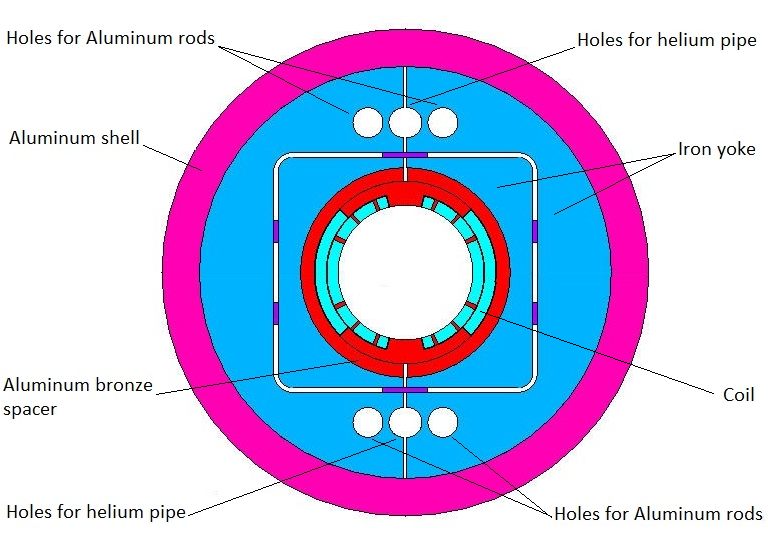 Holes for Aluminum rods
Holes for helium pipe
Aluminum shell
Iron yoke
Aluminum bronze
spacer
Coil
Holes for helium pipe
Holes for Aluminum rods